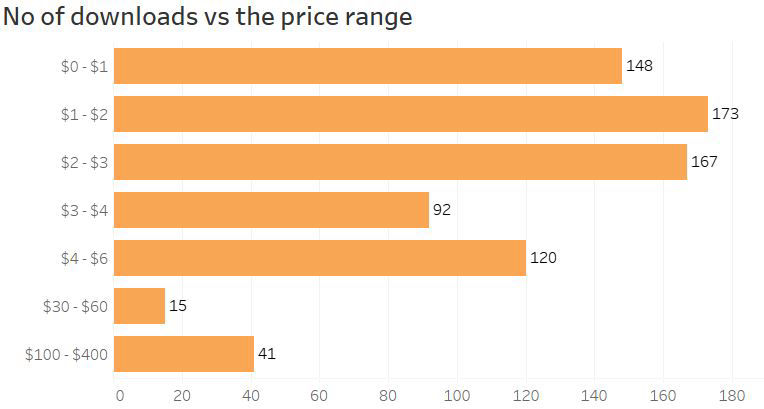 No of downloads vs the price range
$0 - $1 148
$1 - $2 173
$2 - $3 167
$3 - $4 92
$4 - $6 120
$30 - $60 15
$100 - $400 41
0 20 40 60 80 100 120 140 160 180